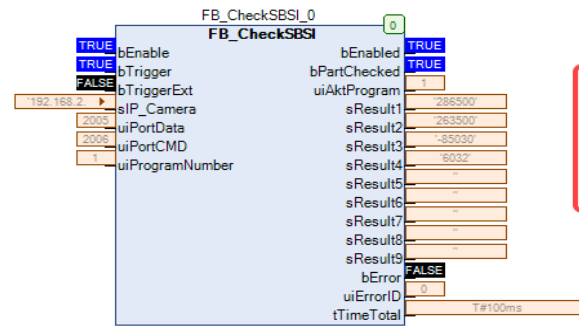 FB_CheckSBSI_0
0
FB_CheckSBSI
TRUE bEnable bEnabled TRUE
TRUE bTrigger bPartChecked TRUE
FALSE bTriggerExt uiAktProgram 1
'192.168.2. sIP_Camera sResult1 '286500'
2005 uiPortData sResult2 '263500'
2006 uiPortCMD sResult3 '-85030'
1 uiProgramNumber sResult4 '6032'
sResult5 ''
sResult6 ''
sResult7 ''
sResult8 ''
sResult9 ''
bError FALSE
uiErrorID 0
tTimeTotal T#100ms